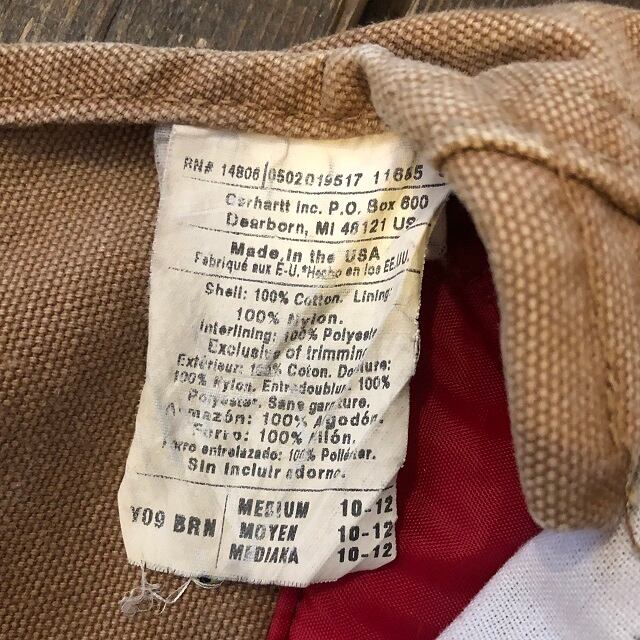 RN# 14806 0502019517 11655
Carhartt Inc. P.O. Box 600
Dearborn, MI 48121 US
Made in the USA
Fabriqué aux E-U. *Hecho en los EE.UU.
Shell: 100% Cotton. Lining
100% Nylon.
Interlining: 100% Polyester
Exclusive of trimming
Extérieur: 100% Coton. Doublure:
100% Nylon. Entredoublure: 100%
Polyester. Sans garniture.
Armazón: 100% Algodón.
Forro: 100% Nilón.
Forro entrelazado: 100% Poliéster.
Sin incluir adorno.
Y09 BRN
MEDIUM 10-12
MOYEN 10-12
MEDIANA 10-12